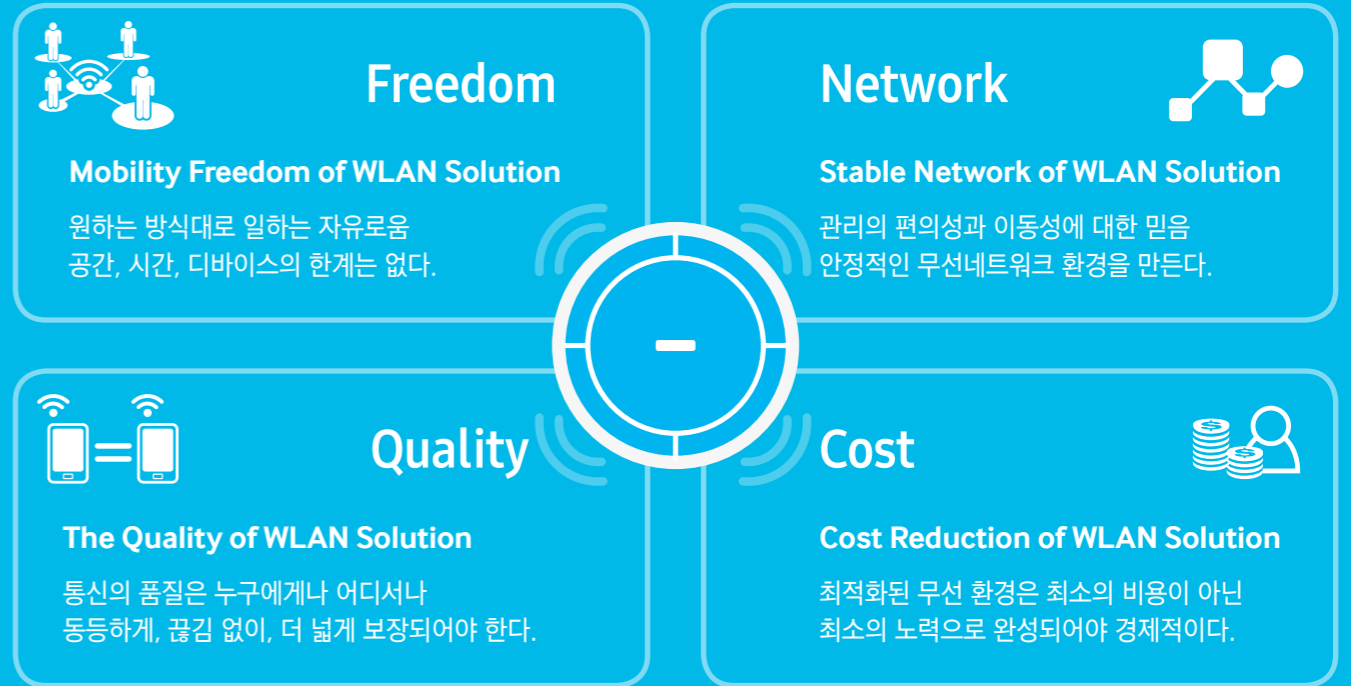 Freedom
Mobility Freedom of WLAN Solution
원하는 방식대로 일하는 자유로움
공간, 시간, 디바이스의 한계는 없다.
Network
Stable Network of WLAN Solution
관리의 편의성과 이동성에 대한 믿음
안정적인 무선네트워크 환경을 만든다.
Quality
The Quality of WLAN Solution
통신의 품질은 누구에게나 어디서나
동등하게, 끊김 없이, 더 넓게 보장되어야 한다.
Cost
Cost Reduction of WLAN Solution
최적화된 무선 환경은 최소의 비용이 아닌
최소의 노력으로 완성되어야 경제적이다.